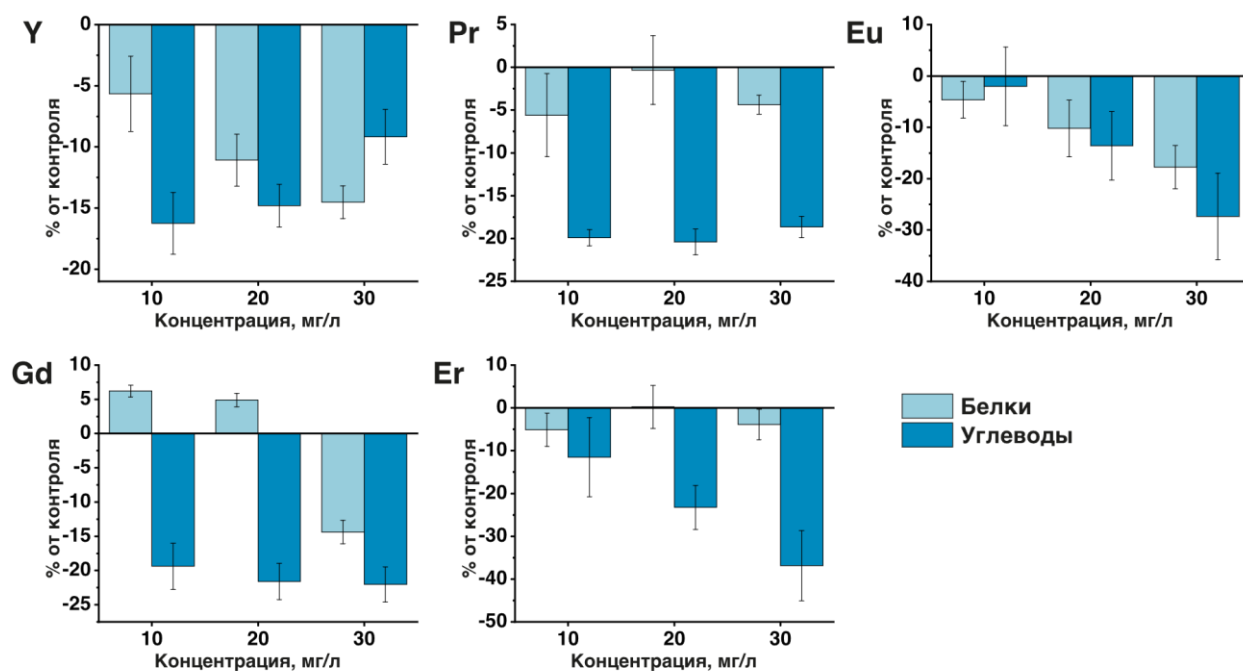 Y
0
-5
-10
-15
-20
% от контроля
10 20 30
Концентрация, мг/л
Pr
5
0
-5
-10
-15
-20
-25
% от контроля
10 20 30
Концентрация, мг/л
Eu
10
0
-10
-20
-30
-40
% от контроля
10 20 30
Концентрация, мг/л
Gd
10
5
0
-5
-10
-15
-20
-25
% от контроля
10 20 30
Концентрация, мг/л
Er
10
0
-10
-20
-30
-40
-50
% от контроля
10 20 30
Концентрация, мг/л
Белки
Углеводы